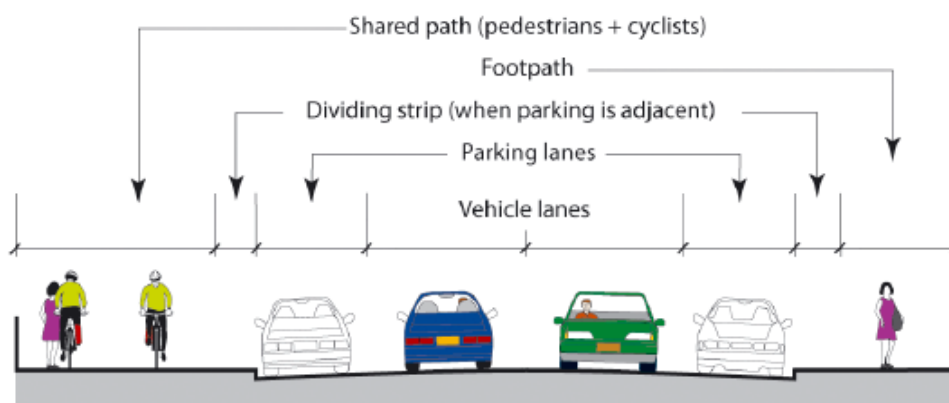 Shared path (pedestrians + cyclists)
Footpath
Dividing strip (when parking is adjacent)
Parking lanes
Vehicle lanes